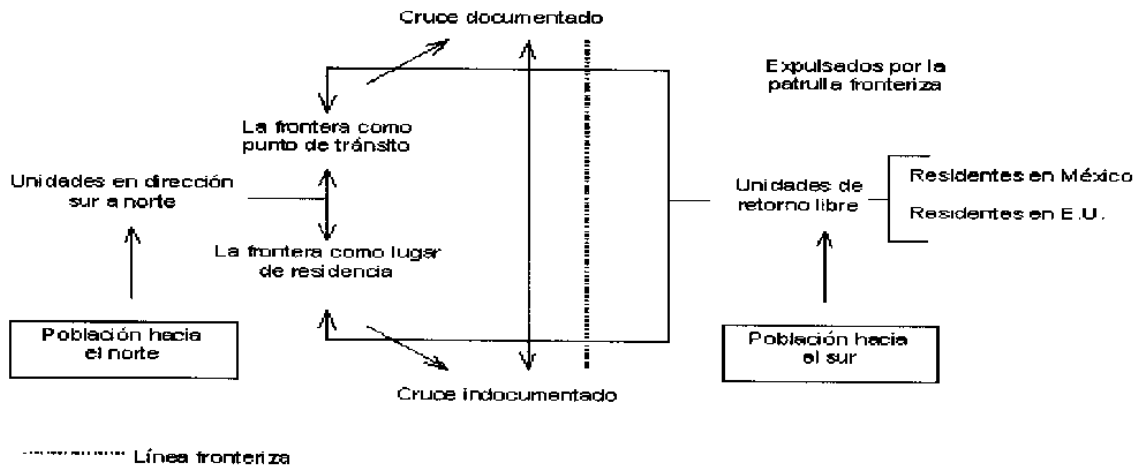 Cruce documentado
Expulsados por la
patrulla fronteriza
La frontera como
punto de tránsito
Unidades en dirección
sur a norte
Unidades de
retorno libre
Residentes en México
Residentes en E.U.
La frontera como lugar
de residencia
Población hacia
el norte
Población hacia
el sur
Cruce indocumentado
Línea fronteriza